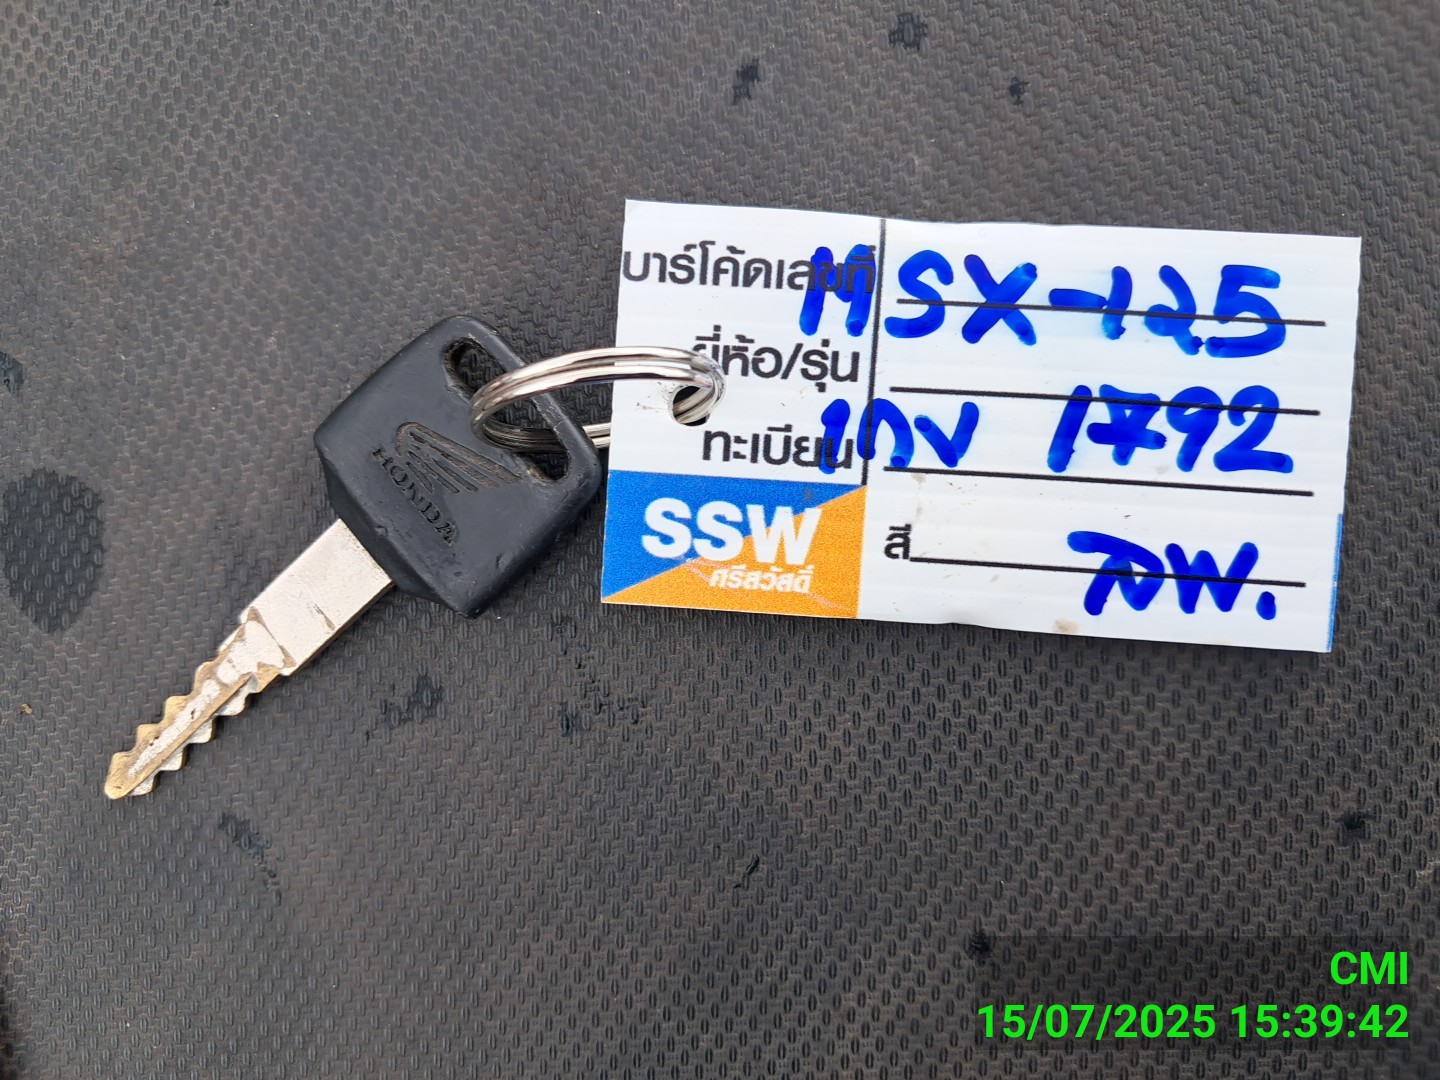 HONDA
บาร์โค้ดเลขที่
MSX-125
ยี่ห้อ/รุ่น
ทะเบียน
1กง 1792
SSW
ศรีสวัสดิ์
สี
ลพ.
CMI
15/07/2025 15:39:42